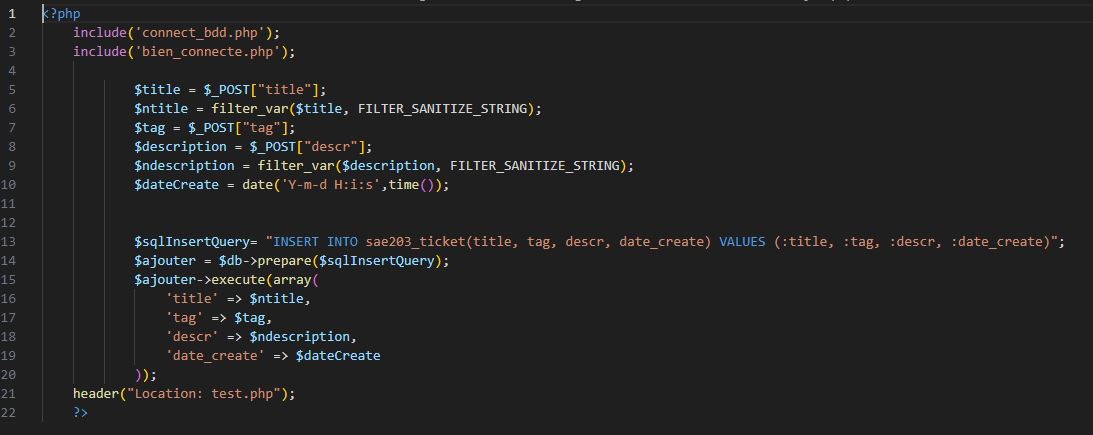 1 <?php
2 include('connect_bdd.php');
3 include('bien_connecte.php');
4
5 $title = $_POST["title"];
6 $ntitle = filter_var($title, FILTER_SANITIZE_STRING);
7 $tag = $_POST["tag"];
8 $description = $_POST["descr"];
9 $ndescription = filter_var($description, FILTER_SANITIZE_STRING);
10 $dateCreate = date('Y-m-d H:i:s',time());
11
12
13 $sqlInsertQuery= "INSERT INTO sae203_ticket(title, tag, descr, date_create) VALUES (:title, :tag, :descr, :date_create)";
14 $ajouter = $db->prepare($sqlInsertQuery);
15 $ajouter->execute(array(
16 'title' => $ntitle,
17 'tag' => $tag,
18 'descr' => $ndescription,
19 'date_create' => $dateCreate
20 ));
21 header("Location: test.php");
22 ?>